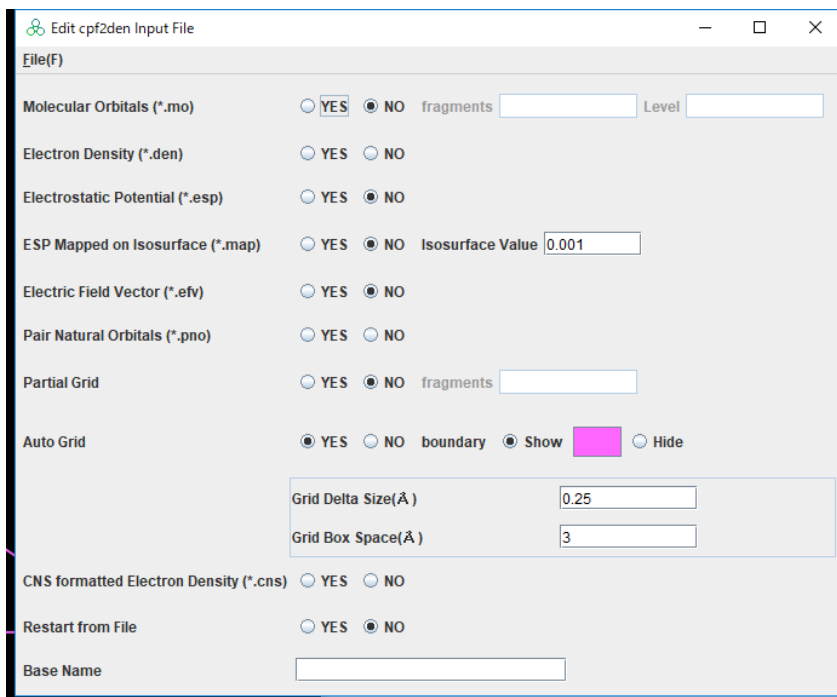 Edit cpf2den Input File
File(F)
Molecular Orbitals (*.mo) YES NO fragments Level
Electron Density (*.den) YES NO
Electrostatic Potential (*.esp) YES NO
ESP Mapped on Isosurface (*.map) YES NO Isosurface Value 0.001
Electric Field Vector (*.efv) YES NO
Pair Natural Orbitals (*.pno) YES NO
Partial Grid YES NO fragments
Auto Grid YES NO boundary Show Hide
Grid Delta Size(Å) 0.25
Grid Box Space(Å) 3
CNS formatted Electron Density (*.cns) YES NO
Restart from File YES NO
Base Name